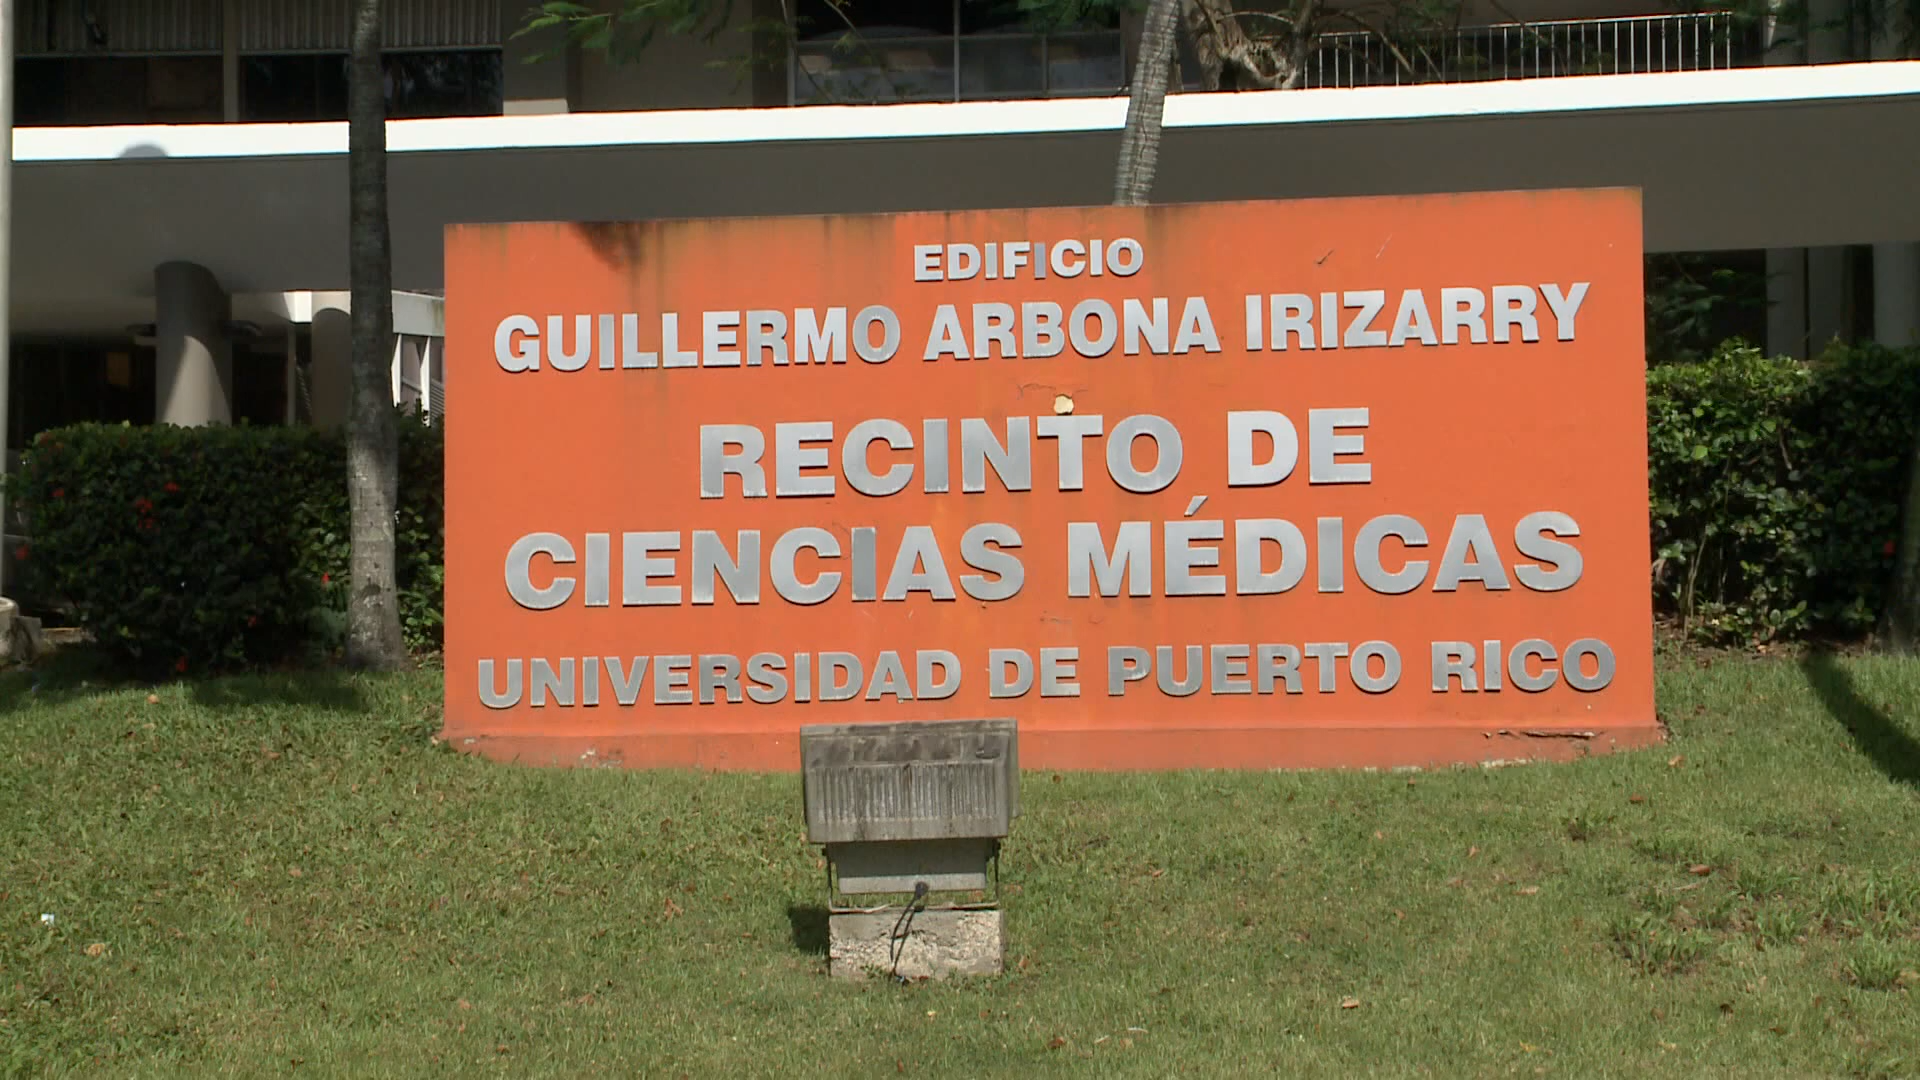 EDIFICIO
GUILLERMO ARBONA IRIZARRY
RECINTO DE
CIENCIAS MÉDICAS
UNIVERSIDAD DE PUERTO RICO